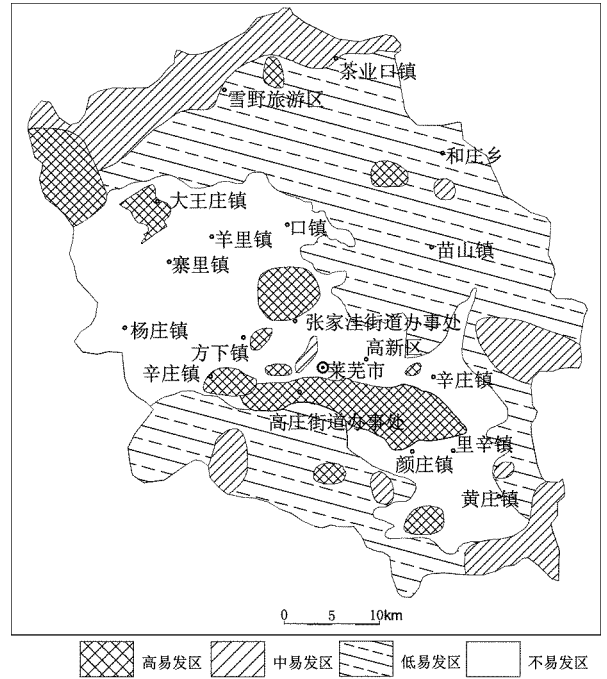 茶业口镇
雪野旅游区
和庄乡
大王庄镇
口镇
羊里镇
苗山镇
寨里镇
张家洼街道办事处
杨庄镇
方下镇
高新区
莱芜市
辛庄镇
辛庄镇
高庄街道办事处
里辛镇
颜庄镇
黄庄镇
0 5 10km
高易发区 中易发区 低易发区 不易发区